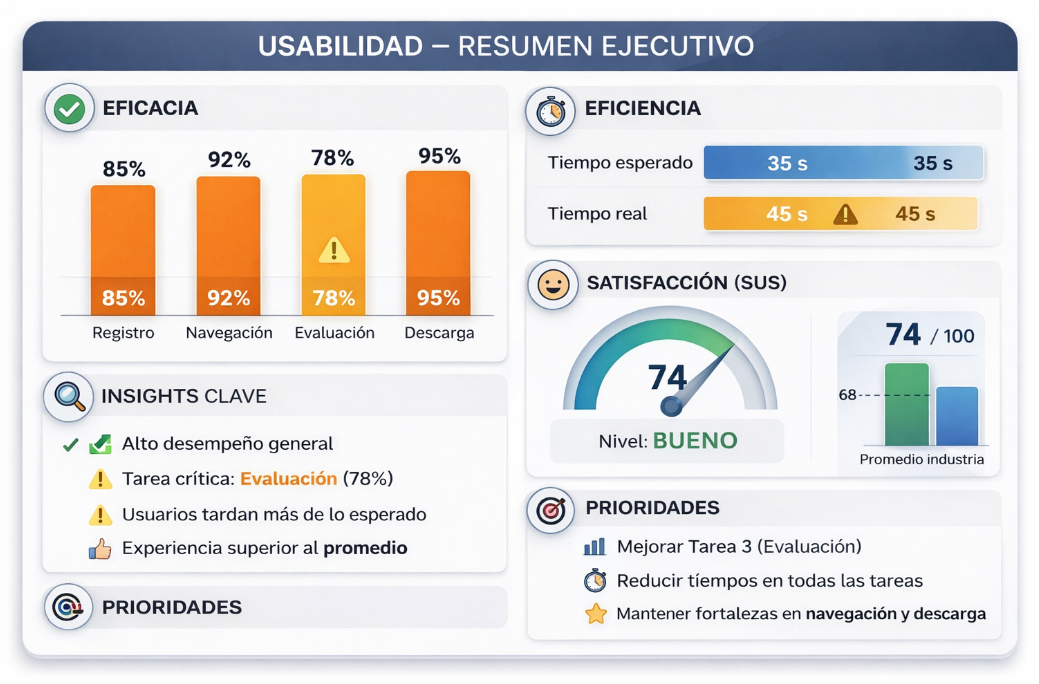 USABILIDAD – RESUMEN EJECUTIVO
EFICACIA
85% 92% 78% 95%
85% 92% 78% 95%
Registro Navegación Evaluación Descarga
INSIGHTS CLAVE
Alto desempeño general
Tarea crítica: Evaluación (78%)
Usuarios tardan más de lo esperado
Experiencia superior al promedio
PRIORIDADES
EFICIENCIA
Tiempo esperado 35 s 35 s
Tiempo real 45 s 45 s
SATISFACCIÓN (SUS)
74
Nivel: BUENO
74 / 100
68
Promedio industria
PRIORIDADES
Mejorar Tarea 3 (Evaluación)
Reducir tíempos en todas las tareas
Mantener fortalezas en navegación y descarga